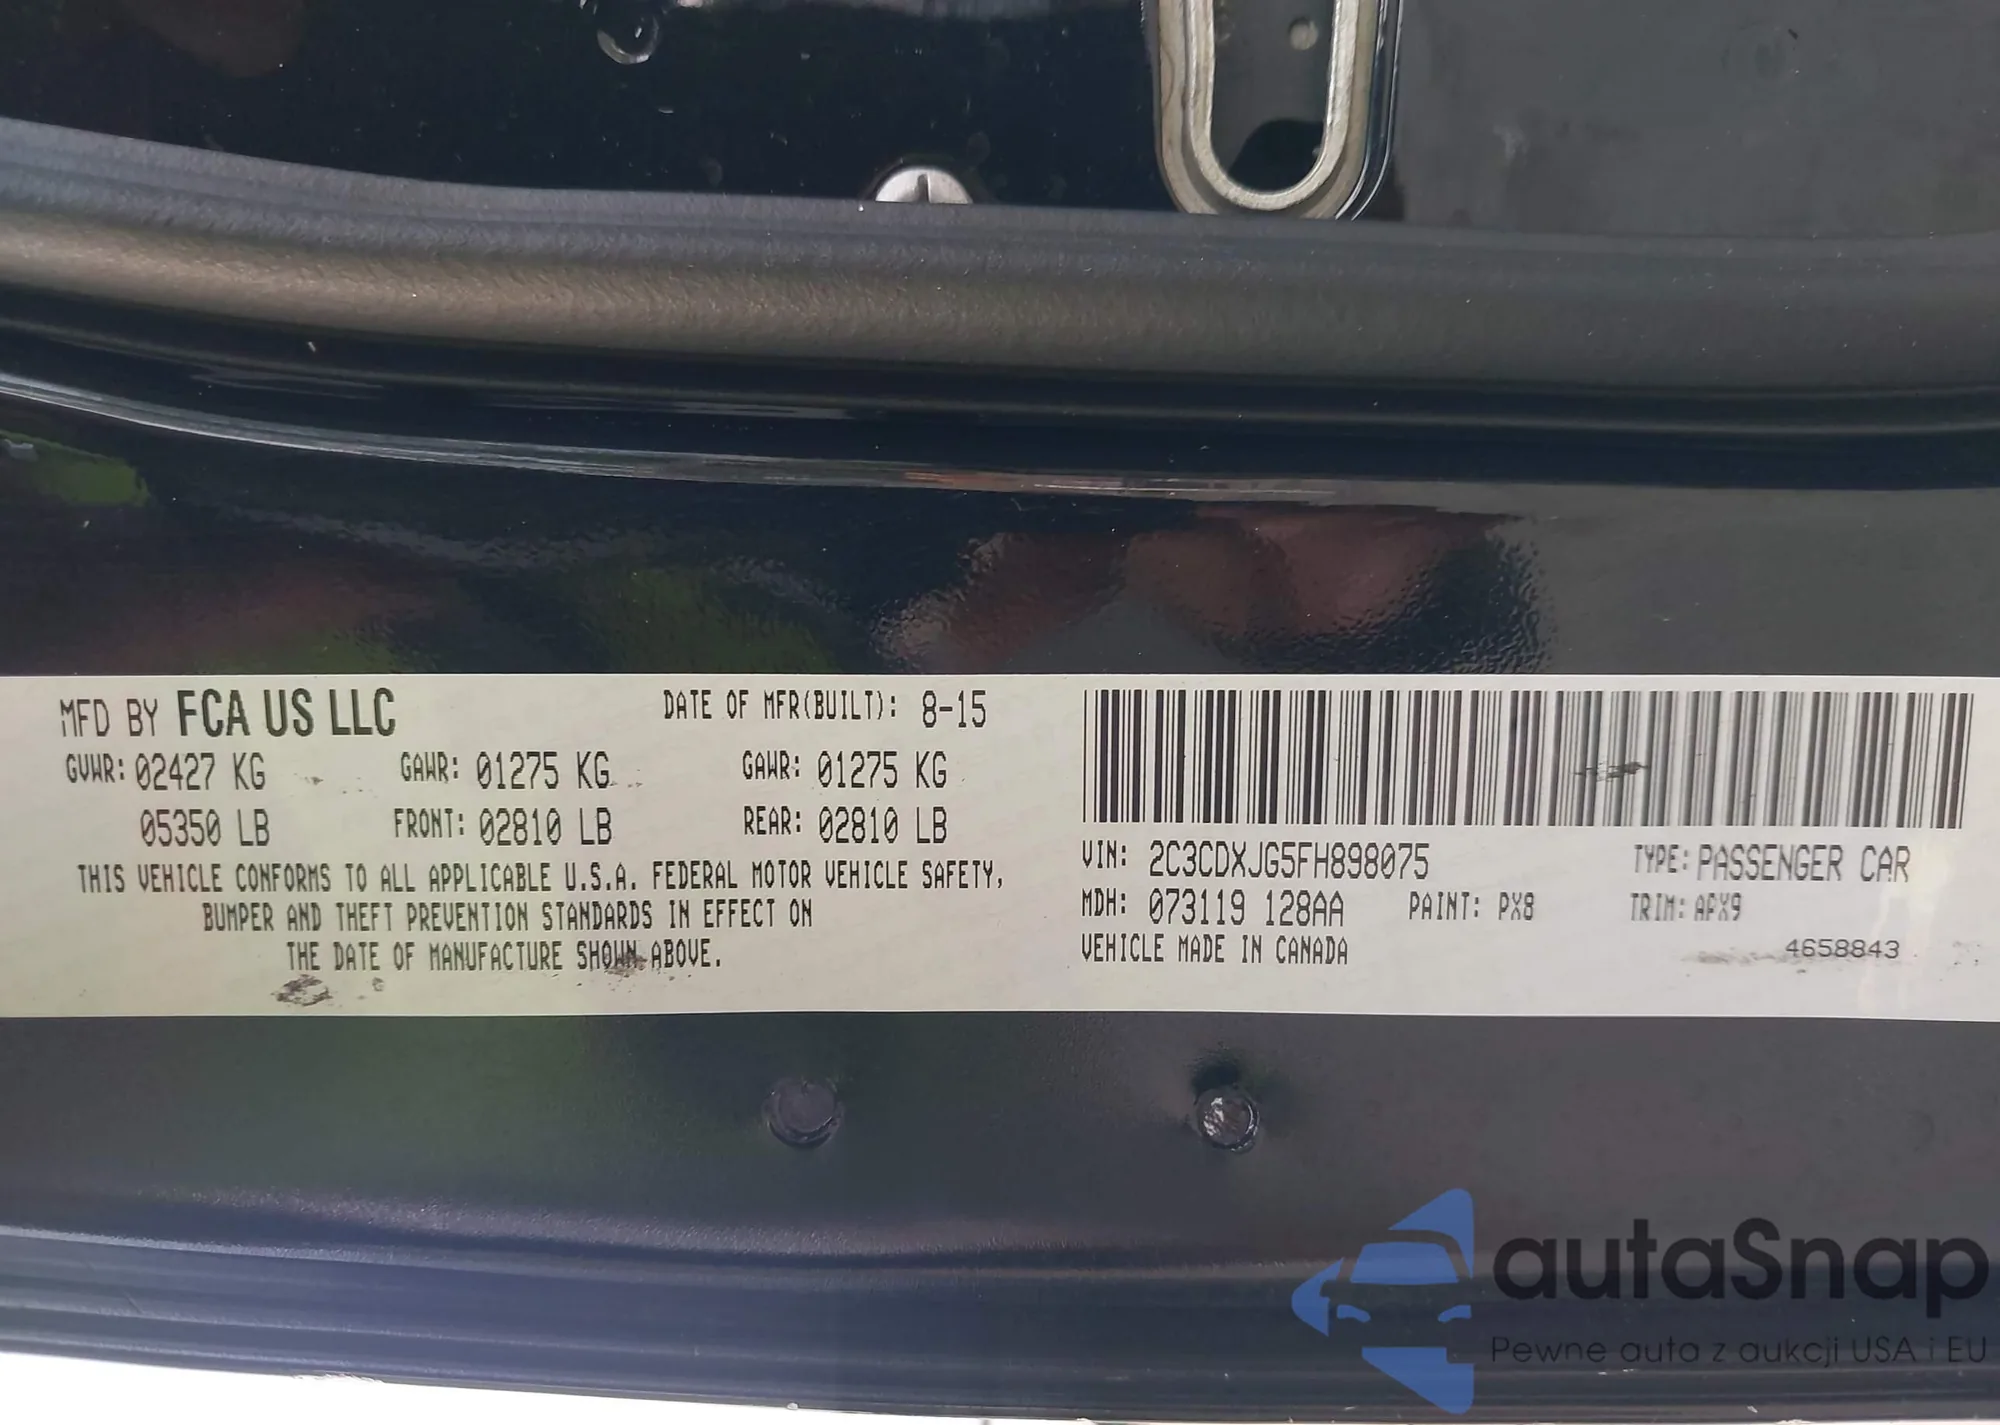 MFD BY FCA US LLC DATE OF MFR(BUILT): 8-15
GVWR: 02427 KG GAWR: 01275 KG GAWR: 01275 KG
05350 LB FRONT: 02810 LB REAR: 02810 LB
THIS VEHICLE CONFORMS TO ALL APPLICABLE U.S.A. FEDERAL MOTOR VEHICLE SAFETY,
BUMPER AND THEFT PREVENTION STANDARDS IN EFFECT ON
THE DATE OF MANUFACTURE SHOWN ABOVE.
VIN: 2C3CDXJG5FH898075 TYPE: PASSENGER CAR
MDH: 073119 128AA PAINT: PX8 TRIM: APX9
VEHICLE MADE IN CANADA 4658843
autaSnap
Pewne auta z aukcji USA i EU